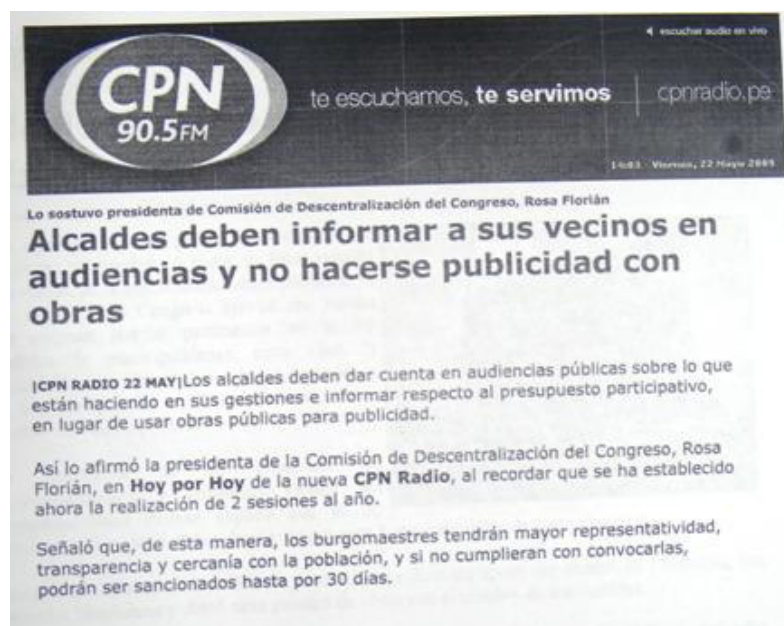 escuchar audio en vivo
CPN
90.5FM
te escuchamos, te servimos
cpnradio.pe
14:03 Viernes, 22 Mayo 2009
Lo sostuvo presidenta de Comisión de Descentralización del Congreso, Rosa Florián
Alcaldes deben informar a sus vecinos en
audiencias y no hacerse publicidad con
obras
|CPN RADIO 22 MAY|Los alcaldes deben dar cuenta en audiencias públicas sobre lo que
están haciendo en sus gestiones e informar respecto al presupuesto participativo,
en lugar de usar obras públicas para publicidad.
Así lo afirmó la presidenta de la Comisión de Descentralización del Congreso, Rosa
Florián, en Hoy por Hoy de la nueva CPN Radio, al recordar que se ha establecido
ahora la realización de 2 sesiones al año.
Señaló que, de esta manera, los burgomaestres tendrán mayor representatividad,
transparencia y cercanía con la población, y si no cumplieran con convocarlas,
podrán ser sancionados hasta por 30 días.